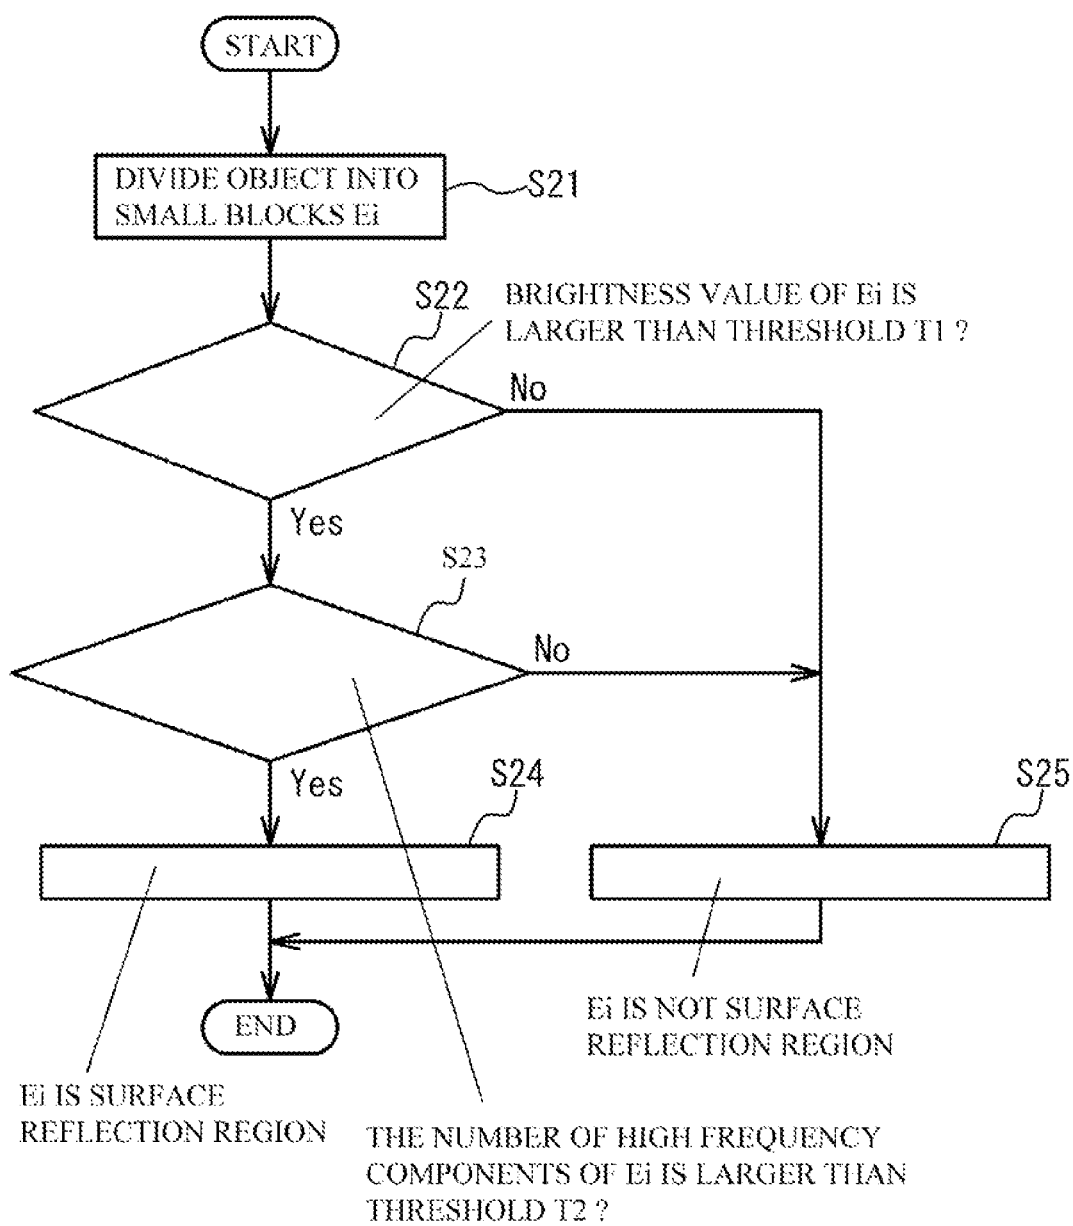 START
DIVIDE OBJECT INTO
SMALL BLOCKS Ei
S21
S22
BRIGHTNESS VALUE OF Ei IS
LARGER THAN THRESHOLD T1 ?
No
Yes
S23
No
Yes
S24
S25
Ei IS NOT SURFACE
REFLECTION REGION
END
Ei IS SURFACE
REFLECTION REGION
THE NUMBER OF HIGH FREQUENCY
COMPONENTS OF Ei IS LARGER THAN
THRESHOLD T2 ?